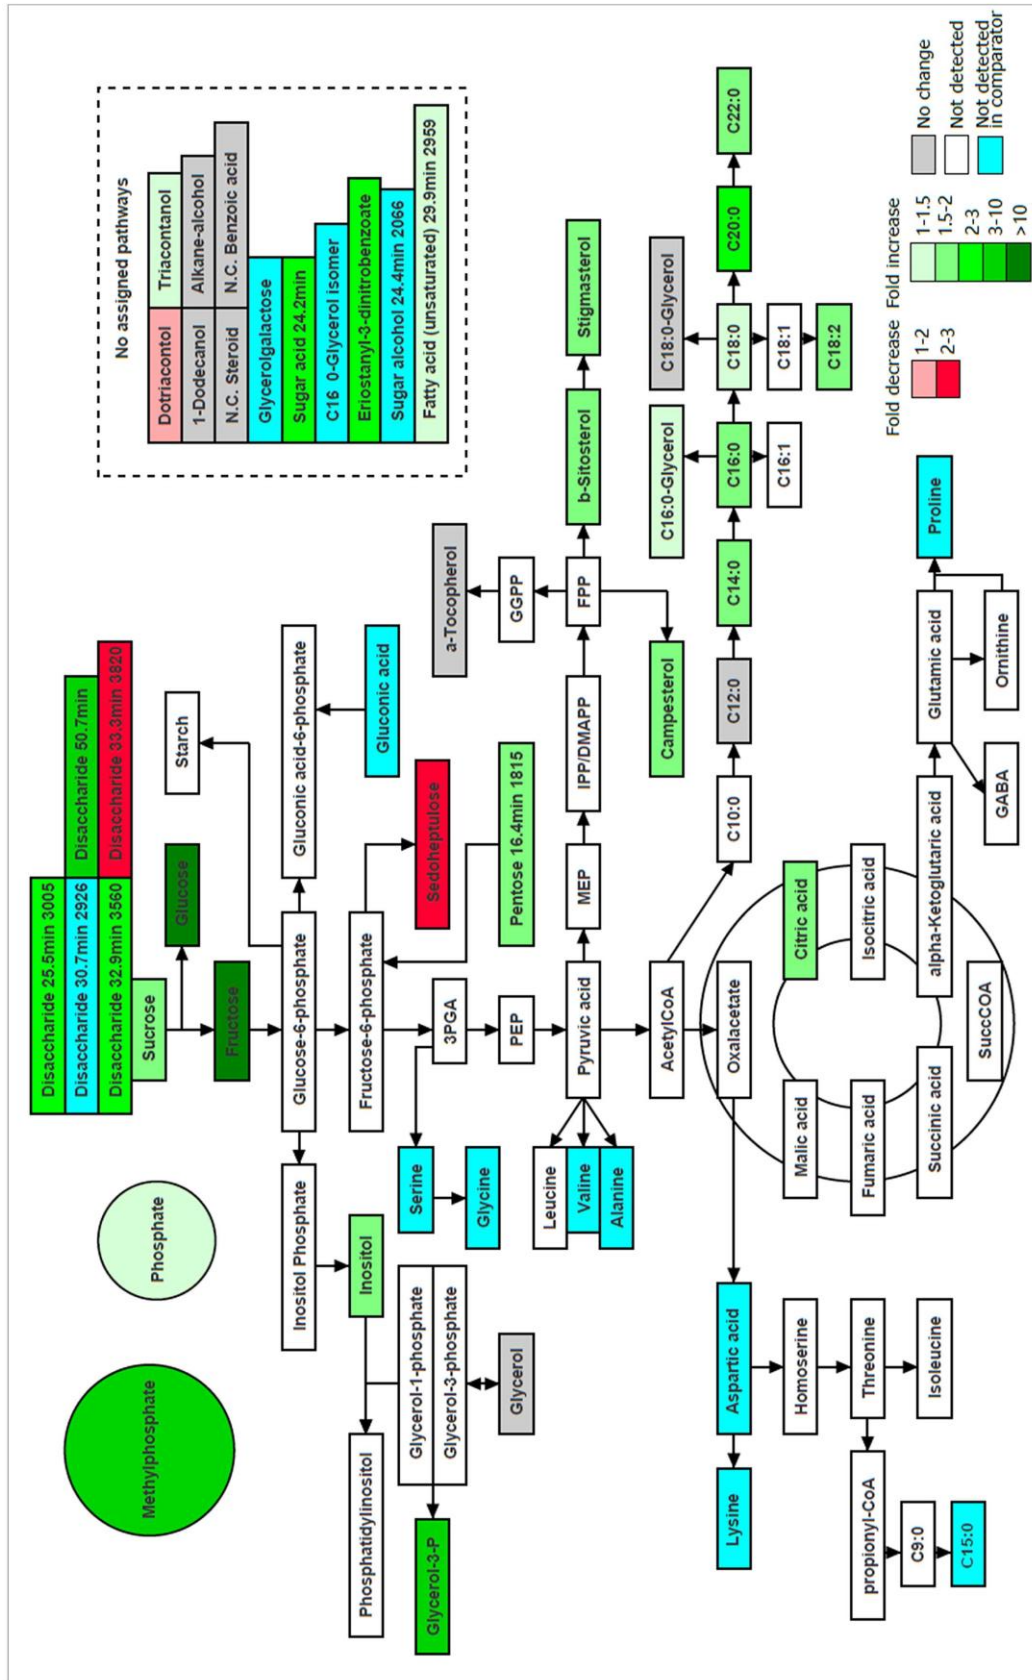 Methylphosphate
Phosphate
Disaccharide 25.5min 3005
Disaccharide 30.7min 2926
Disaccharide 50.7min
Disaccharide 32.9min 3560
Disaccharide 33.3min 3820
Sucrose
Glucose
Starch
Fructose
Inositol Phosphate
Glucose-6-phosphate
Gluconic acid-6-phosphate
Inositol
Fructose-6-phosphate
Gluconic acid
Phosphatidylinositol
Glycerol-1-phosphate
Glycerol-3-phosphate
Sedoheptulose
Glycerol-3-P
Serine
3PGA
a-Tocopherol
Glycine
Glycerol
PEP
Pentose 16.4min 1815
GGPP
Leucine
Valine
Alanine
Pyruvic acid
MEP
IPP/DMAPP
FPP
b-Sitosterol
Stigmasterol
AcetylCoA
Campesterol
C16:0-Glycerol
C18:0-Glycerol
Lysine
Aspartic acid
Oxalacetate
C10:0
C12:0
C14:0
C16:0
C18:0
C20:0
C22:0
Homoserine
Malic acid
Citric acid
C16:1
C18:1
C18:2
propionyl-CoA
Threonine
Fumaric acid
Isocitric acid
C9:0
Isoleucine
Succinic acid
alpha-Ketoglutaric acid
Glutamic acid
Proline
C15:0
SuccCOA
GABA
Ornithine
No assigned pathways
Dotriacontol
Triacontanol
1-Dodecanol
Alkane-alcohol
N.C. Steroid
N.C. Benzoic acid
Glycerolgalactose
Sugar acid 24.2min
C16 0-Glycerol isomer
Eriostanyl-3-dinitrobenzoate
Sugar alcohol 24.4min 2066
Fatty acid (unsaturated) 29.9min 2959
Fold decrease
1-2
2-3
Fold increase
1-1.5
1.5-2
2-3
3-10
>10
No change
Not detected
Not detected
in comparator